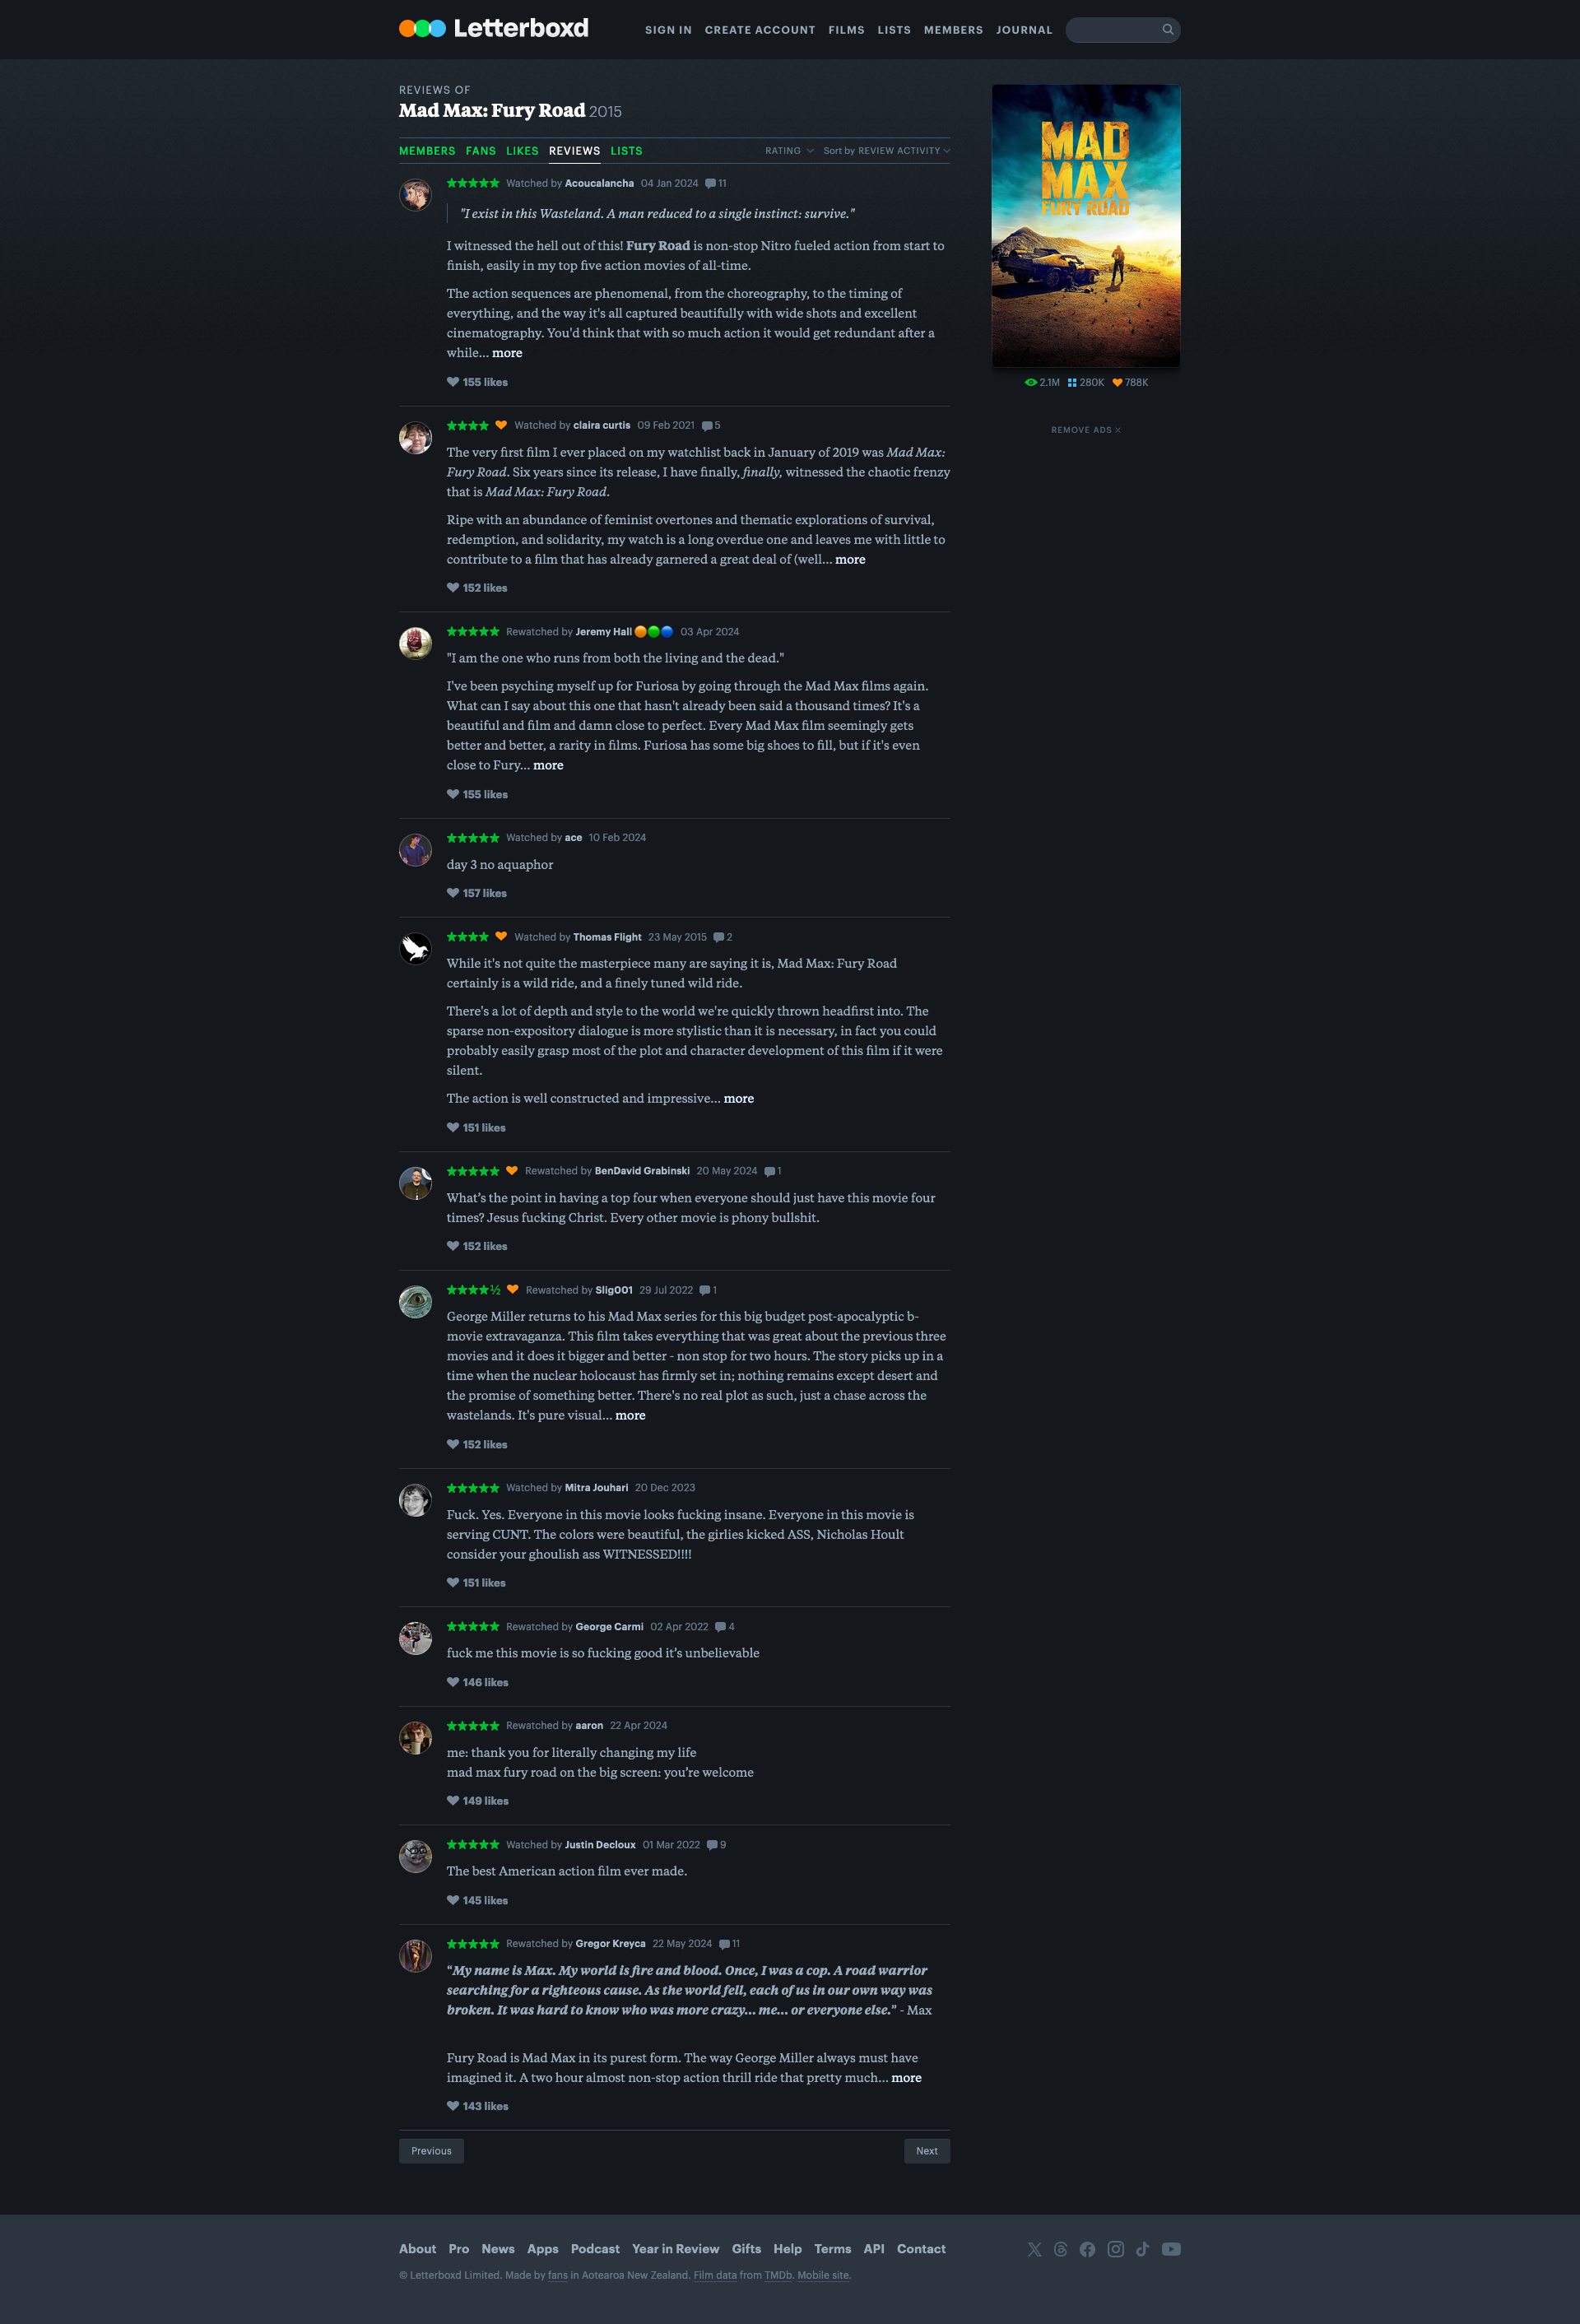 Letterboxd
SIGN IN CREATE ACCOUNT FILMS LISTS MEMBERS JOURNAL
REVIEWS OF
Mad Max: Fury Road 2015
MEMBERS FANS LIKES REVIEWS LISTS RATING Sort by REVIEW ACTIVITY
★★★★★ Watched by Acoucalancha 04 Jan 2024 11
"I exist in this Wasteland. A man reduced to a single instinct: survive."
I witnessed the hell out of this! Fury Road is non-stop Nitro fueled action from start to
finish, easily in my top five action movies of all-time.
The action sequences are phenomenal, from the choreography, to the timing of
everything, and the way it's all captured beautifully with wide shots and excellent
cinematography. You'd think that with so much action it would get redundant after a
while... more
155 likes
★★★★ Watched by claira curtis 09 Feb 2021 5
The very first film I ever placed on my watchlist back in January of 2019 was Mad Max:
Fury Road. Six years since its release, I have finally, finally, witnessed the chaotic frenzy
that is Mad Max: Fury Road.
Ripe with an abundance of feminist overtones and thematic explorations of survival,
redemption, and solidarity, my watch is a long overdue one and leaves me with little to
contribute to a film that has already garnered a great deal of (well... more
152 likes
★★★★★ Rewatched by Jeremy Hall 🟠🟢🔵 03 Apr 2024
"I am the one who runs from both the living and the dead."
I've been psyching myself up for Furiosa by going through the Mad Max films again.
What can I say about this one that hasn't already been said a thousand times? It's a
beautiful and film and damn close to perfect. Every Mad Max film seemingly gets
better and better, a rarity in films. Furiosa has some big shoes to fill, but if it's even
close to Fury... more
155 likes
★★★★★ Watched by ace 10 Feb 2024
day 3 no aquaphor
157 likes
★★★★ Watched by Thomas Flight 23 May 2015 2
While it's not quite the masterpiece many are saying it is, Mad Max: Fury Road
certainly is a wild ride, and a finely tuned wild ride.
There's a lot of depth and style to the world we're quickly thrown headfirst into. The
sparse non-expository dialogue is more stylistic than it is necessary, in fact you could
probably easily grasp most of the plot and character development of this film if it were
silent.
The action is well constructed and impressive... more
151 likes
★★★★★ Rewatched by BenDavid Grabinski 20 May 2024 1
What's the point in having a top four when everyone should just have this movie four
times? Jesus fucking Christ. Every other movie is phony bullshit.
152 likes
★★★★½ Rewatched by Slig001 29 Jul 2022 1
George Miller returns to his Mad Max series for this big budget post-apocalyptic b-
movie extravaganza. This film takes everything that was great about the previous three
movies and it does it bigger and better - non stop for two hours. The story picks up in a
time when the nuclear holocaust has firmly set in; nothing remains except desert and
the promise of something better. There's no real plot as such, just a chase across the
wastelands. It's pure visual... more
152 likes
★★★★★ Watched by Mitra Jouhari 20 Dec 2023
Fuck. Yes. Everyone in this movie looks fucking insane. Everyone in this movie is
serving CUNT. The colors were beautiful, the girlies kicked ASS, Nicholas Hoult
consider your ghoulish ass WITNESSED!!!!
151 likes
★★★★★ Rewatched by George Carmi 02 Apr 2022 4
fuck me this movie is so fucking good it's unbelievable
146 likes
★★★★★ Rewatched by aaron 22 Apr 2024
me: thank you for literally changing my life
mad max fury road on the big screen: you're welcome
149 likes
★★★★★ Watched by Justin Decloux 01 Mar 2022 9
The best American action film ever made.
145 likes
★★★★★ Rewatched by Gregor Kreyca 22 May 2024 11
"My name is Max. My world is fire and blood. Once, I was a cop. A road warrior
searching for a righteous cause. As the world fell, each of us in our own way was
broken. It was hard to know who was more crazy... me... or everyone else." - Max
Fury Road is Mad Max in its purest form. The way George Miller always must have
imagined it. A two hour almost non-stop action thrill ride that pretty much... more
143 likes
Previous Next
MAD
MAX
FURY ROAD
2.1M 280K 788K
REMOVE ADS
About Pro News Apps Podcast Year in Review Gifts Help Terms API Contact
© Letterboxd Limited. Made by fans in Aotearoa New Zealand. Film data from TMDb. Mobile site.